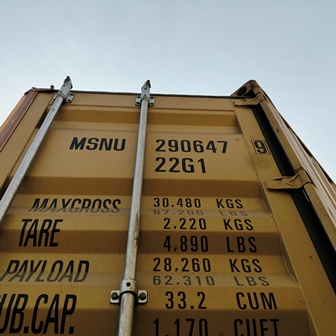 MSNU 290647 9
22G1
MAXGROSS 30.480 KGS
67.200 LBS
TARE 2.220 KGS
4.890 LBS
PAYLOAD 28.260 KGS
62.310 LBS
UB.CAP. 33.2 CUM
1.170 CUFT